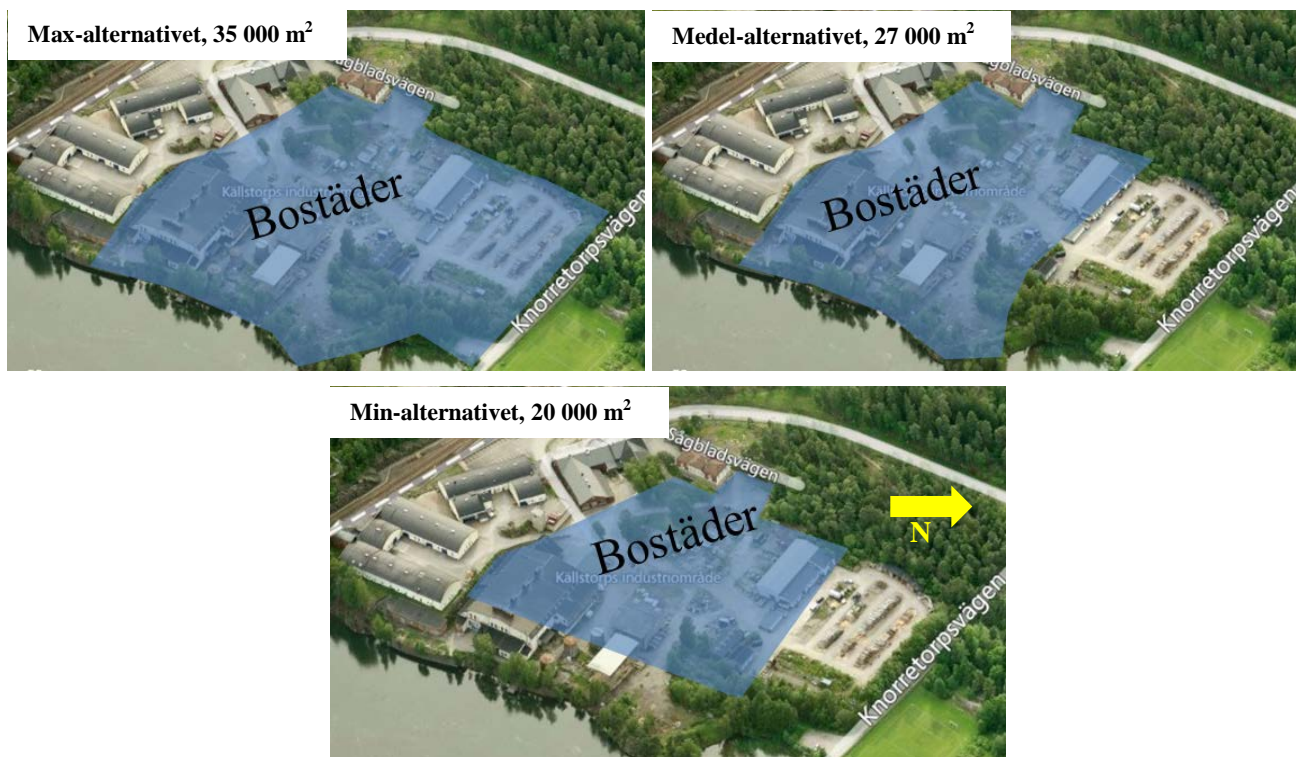 Max-alternativet, 35 000 m²
Sågbladsvägen
Källstorps industriområde
Bostäder
Knorretorpsvägen
Medel-alternativet, 27 000 m²
Sågbladsvägen
Bostäder
Knorretorpsvägen
Min-alternativet, 20 000 m²
Sågbladsvägen
Bostäder
N
Källstorps industriområde
Knorretorpsvägen